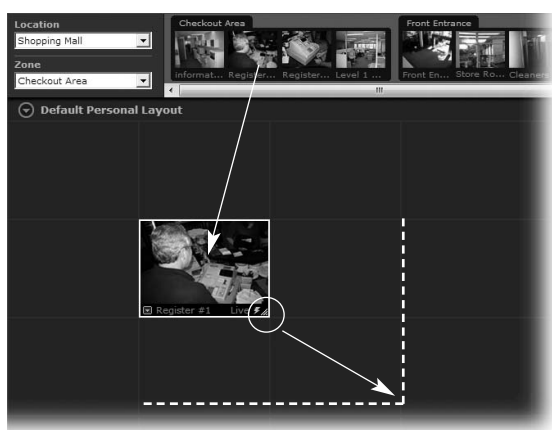 Location
Shopping Mall
Zone
Checkout Area
Checkout Area
Front Entrance
Informat... Register... Register... Level 1 ...
Front En... Store Ro... Cleaners
Default Personal Layout
Register #1 Live